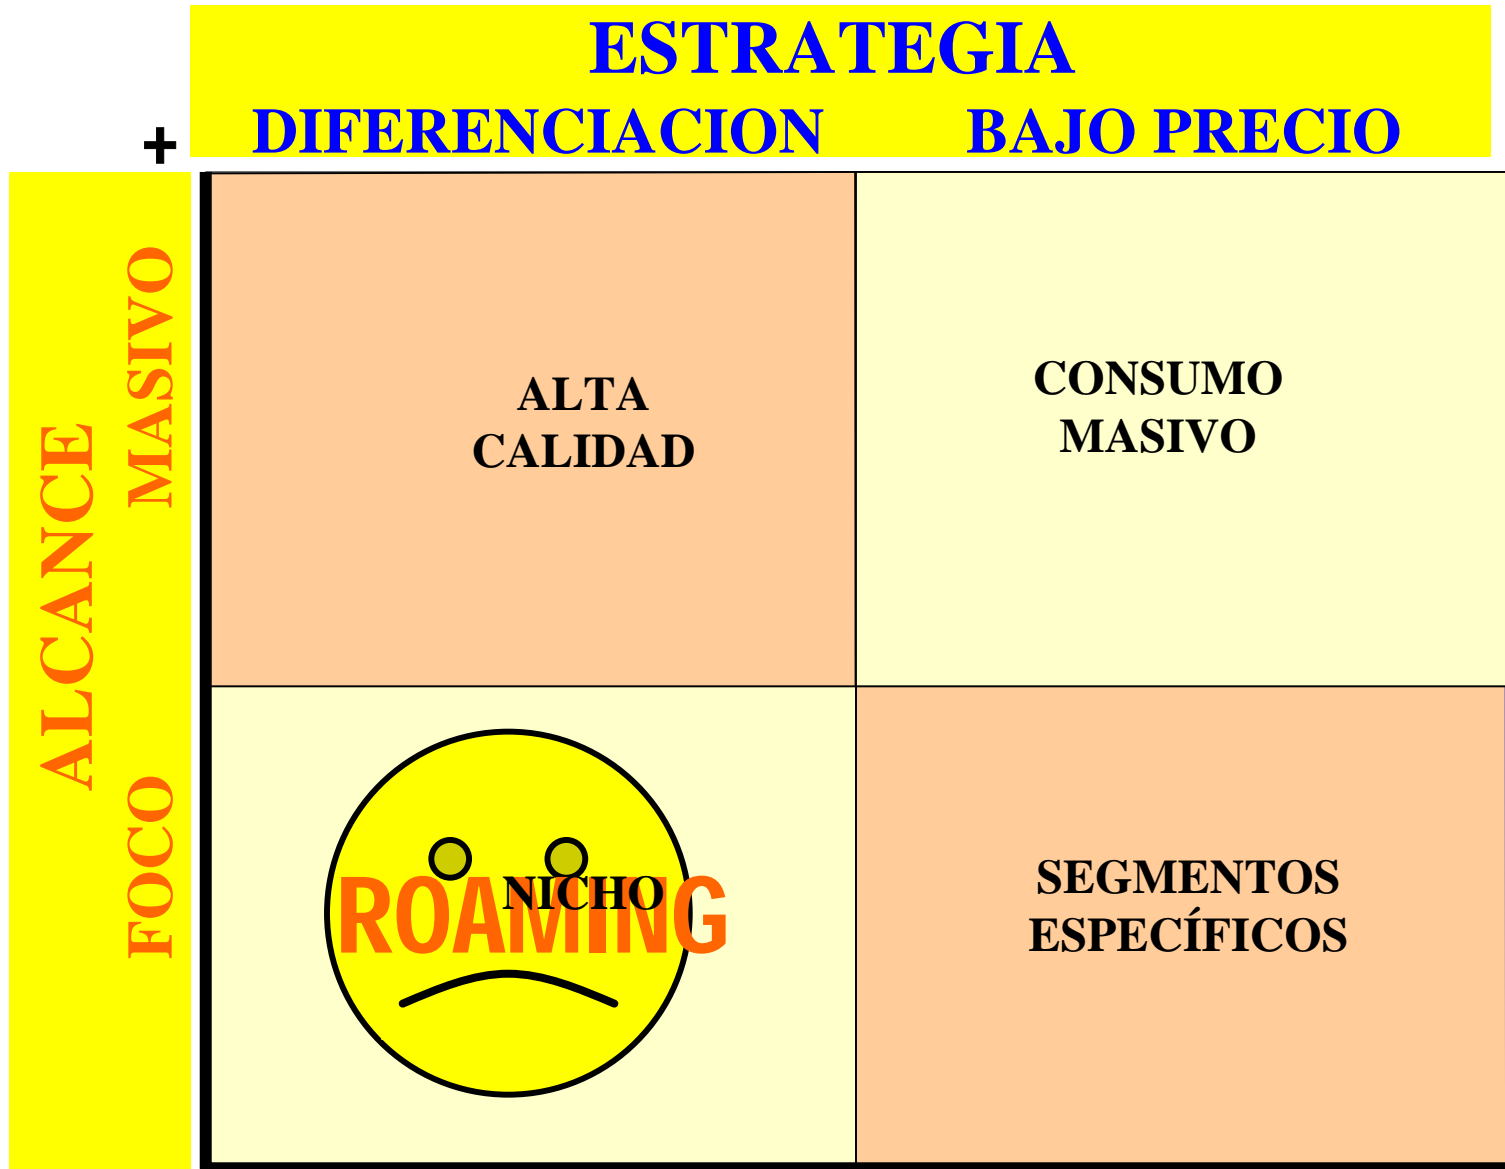 ESTRATEGIA
DIFERENCIACION BAJO PRECIO
+
ALCANCE
MASIVO
FOCO
ALTA
CALIDAD
CONSUMO
MASIVO
ROAMING
NICHO
SEGMENTOS
ESPECÍFICOS